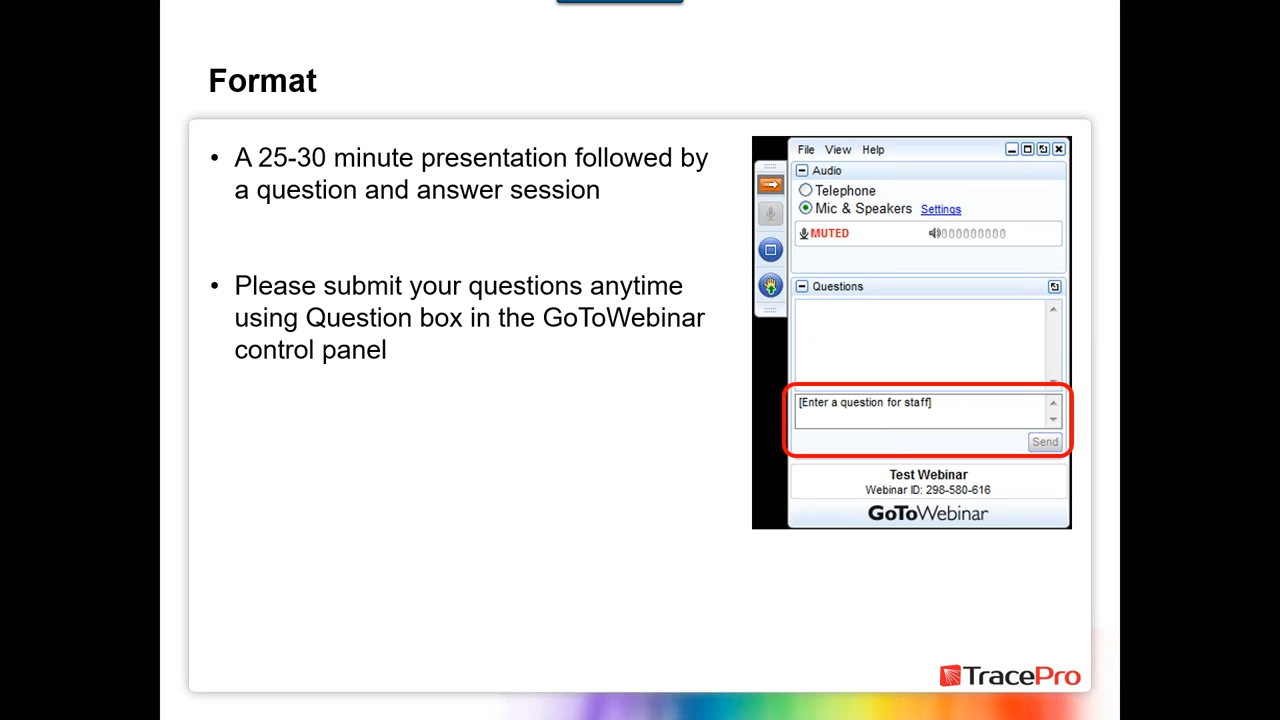 Format
• A 25-30 minute presentation followed by
a question and answer session
• Please submit your questions anytime
using Question box in the GoToWebinar
control panel
File View Help
Audio
Telephone
Mic & Speakers Settings
MUTED
Questions
[Enter a question for staff]
Send
Test Webinar
Webinar ID: 298-580-616
GoToWebinar
TracePro